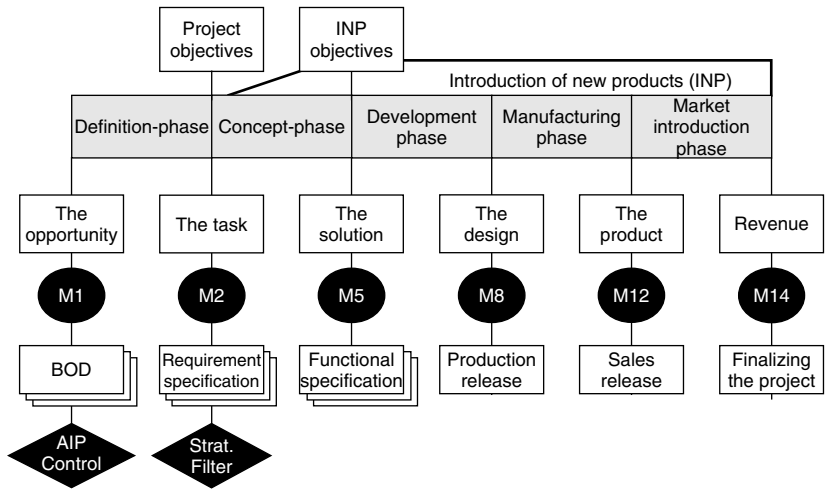 Project
objectives
INP
objectives
Introduction of new products (INP)
Definition-phase
Concept-phase
Development
phase
Manufacturing
phase
Market
introduction
phase
The
opportunity
The task
The
solution
The
design
The
product
Revenue
M1
M2
M5
M8
M12
M14
BOD
Requirement
specification
Functional
specification
Production
release
Sales
release
Finalizing
the project
AIP
Control
Strat.
Filter